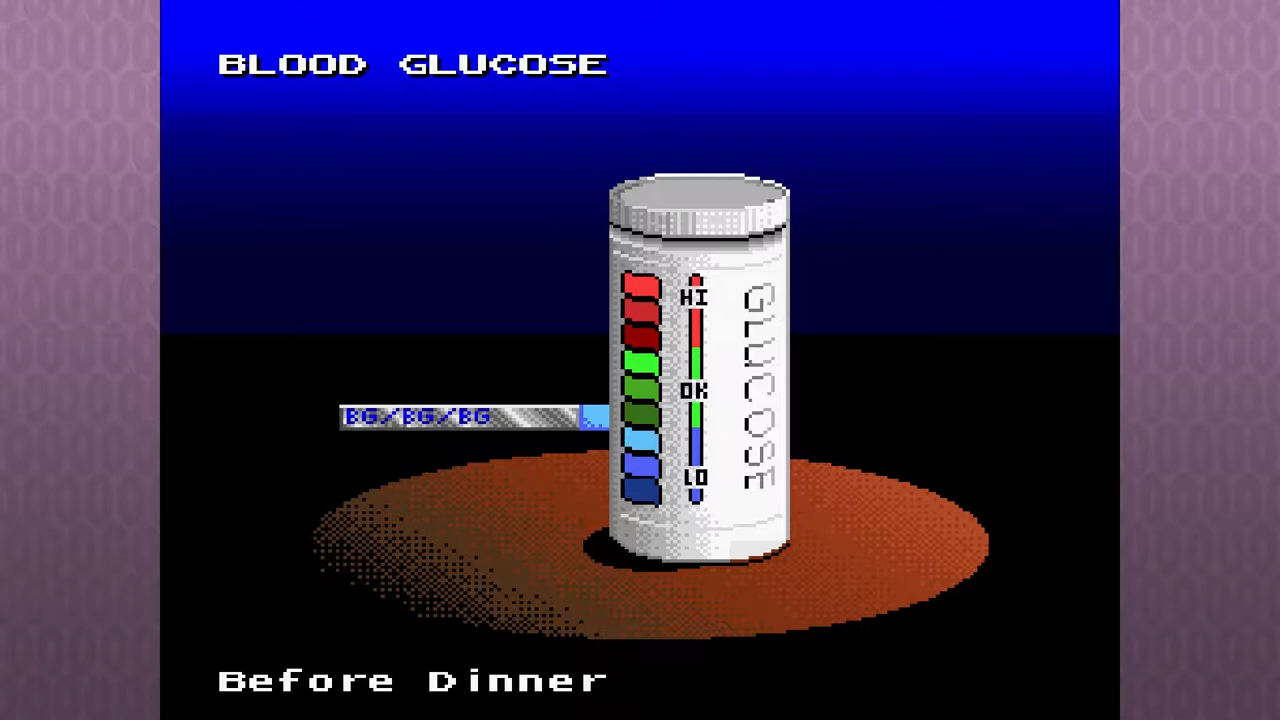 BLOOD GLUCOSE
HI
OK
LO
GLUCOSE
BG/BG/BG
Before Dinner